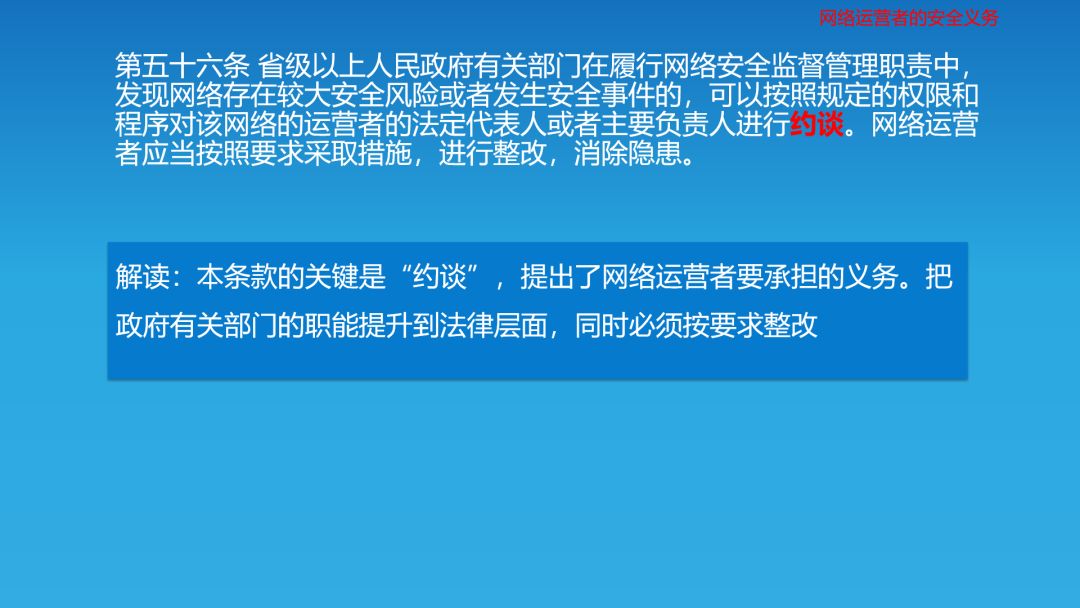 网络运营者的安全义务
第五十六条 省级以上人民政府有关部门在履行网络安全监督管理职责中，
发现网络存在较大安全风险或者发生安全事件的，可以按照规定的权限和
程序对该网络的运营者的法定代表人或者主要负责人进行约谈。网络运营
者应当按照要求采取措施，进行整改，消除隐患。
解读：本条款的关键是“约谈”，提出了网络运营者要承担的义务。把
政府有关部门的职能提升到法律层面，同时必须按要求整改